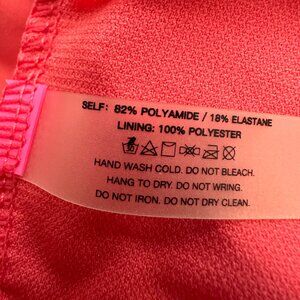 SELF: 82% POLYAMIDE / 18% ELASTANE
LINING: 100% POLYESTER
HAND WASH COLD. DO NOT BLEACH.
HANG TO DRY. DO NOT WRING.
DO NOT IRON. DO NOT DRY CLEAN.